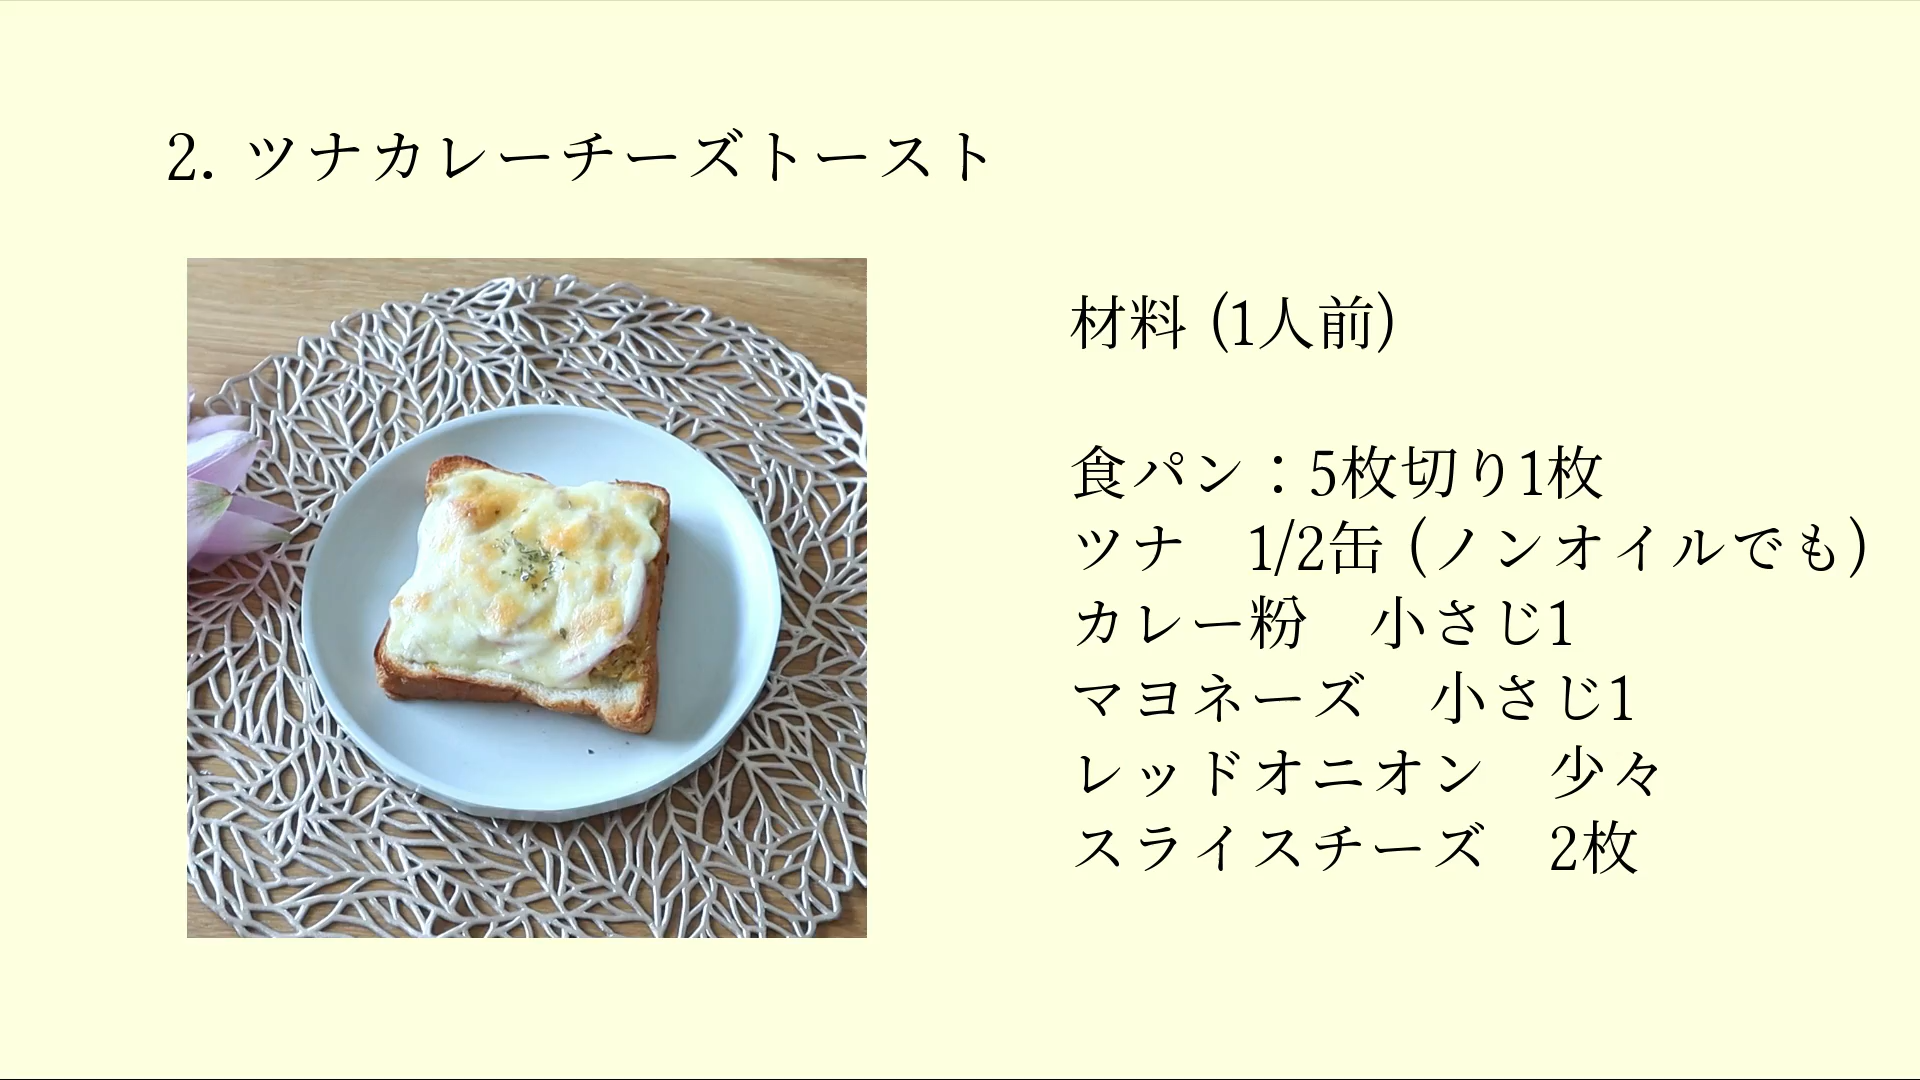 2. ツナカレーチーズトースト
材料 (1人前)
食パン：5枚切り1枚
ツナ　1/2缶 (ノンオイルでも)
カレー粉　小さじ1
マヨネーズ　小さじ1
レッドオニオン　少々
スライスチーズ　2枚